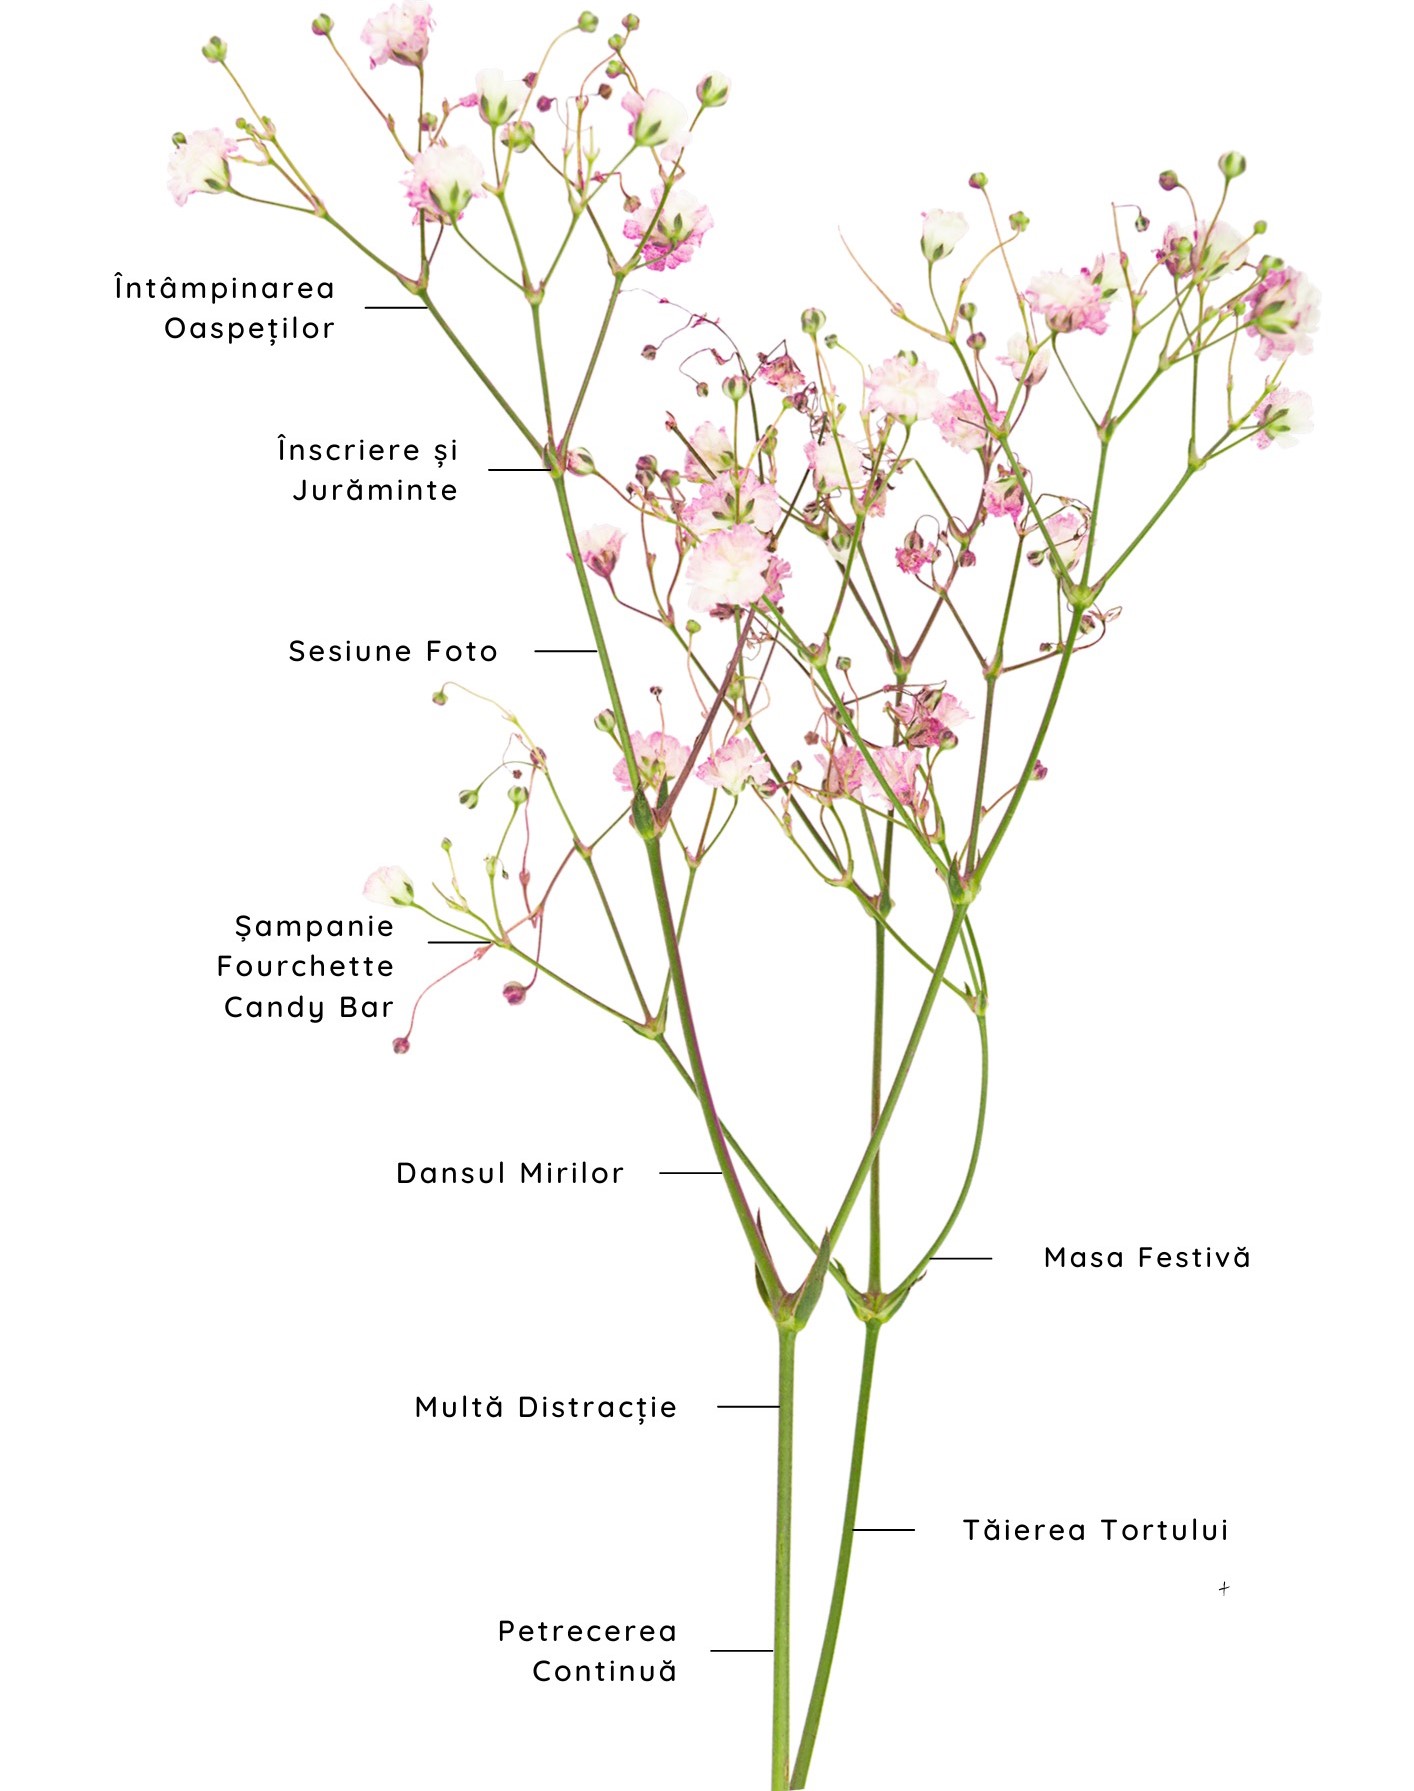 Întâmpinarea
Oaspeților
Înscriere și
Jurăminte
Sesiune Foto
Șampanie
Fourchette
Candy Bar
Dansul Mirilor
Masa Festivă
Multă Distracție
Tăierea Tortului
Petrecerea
Continuă